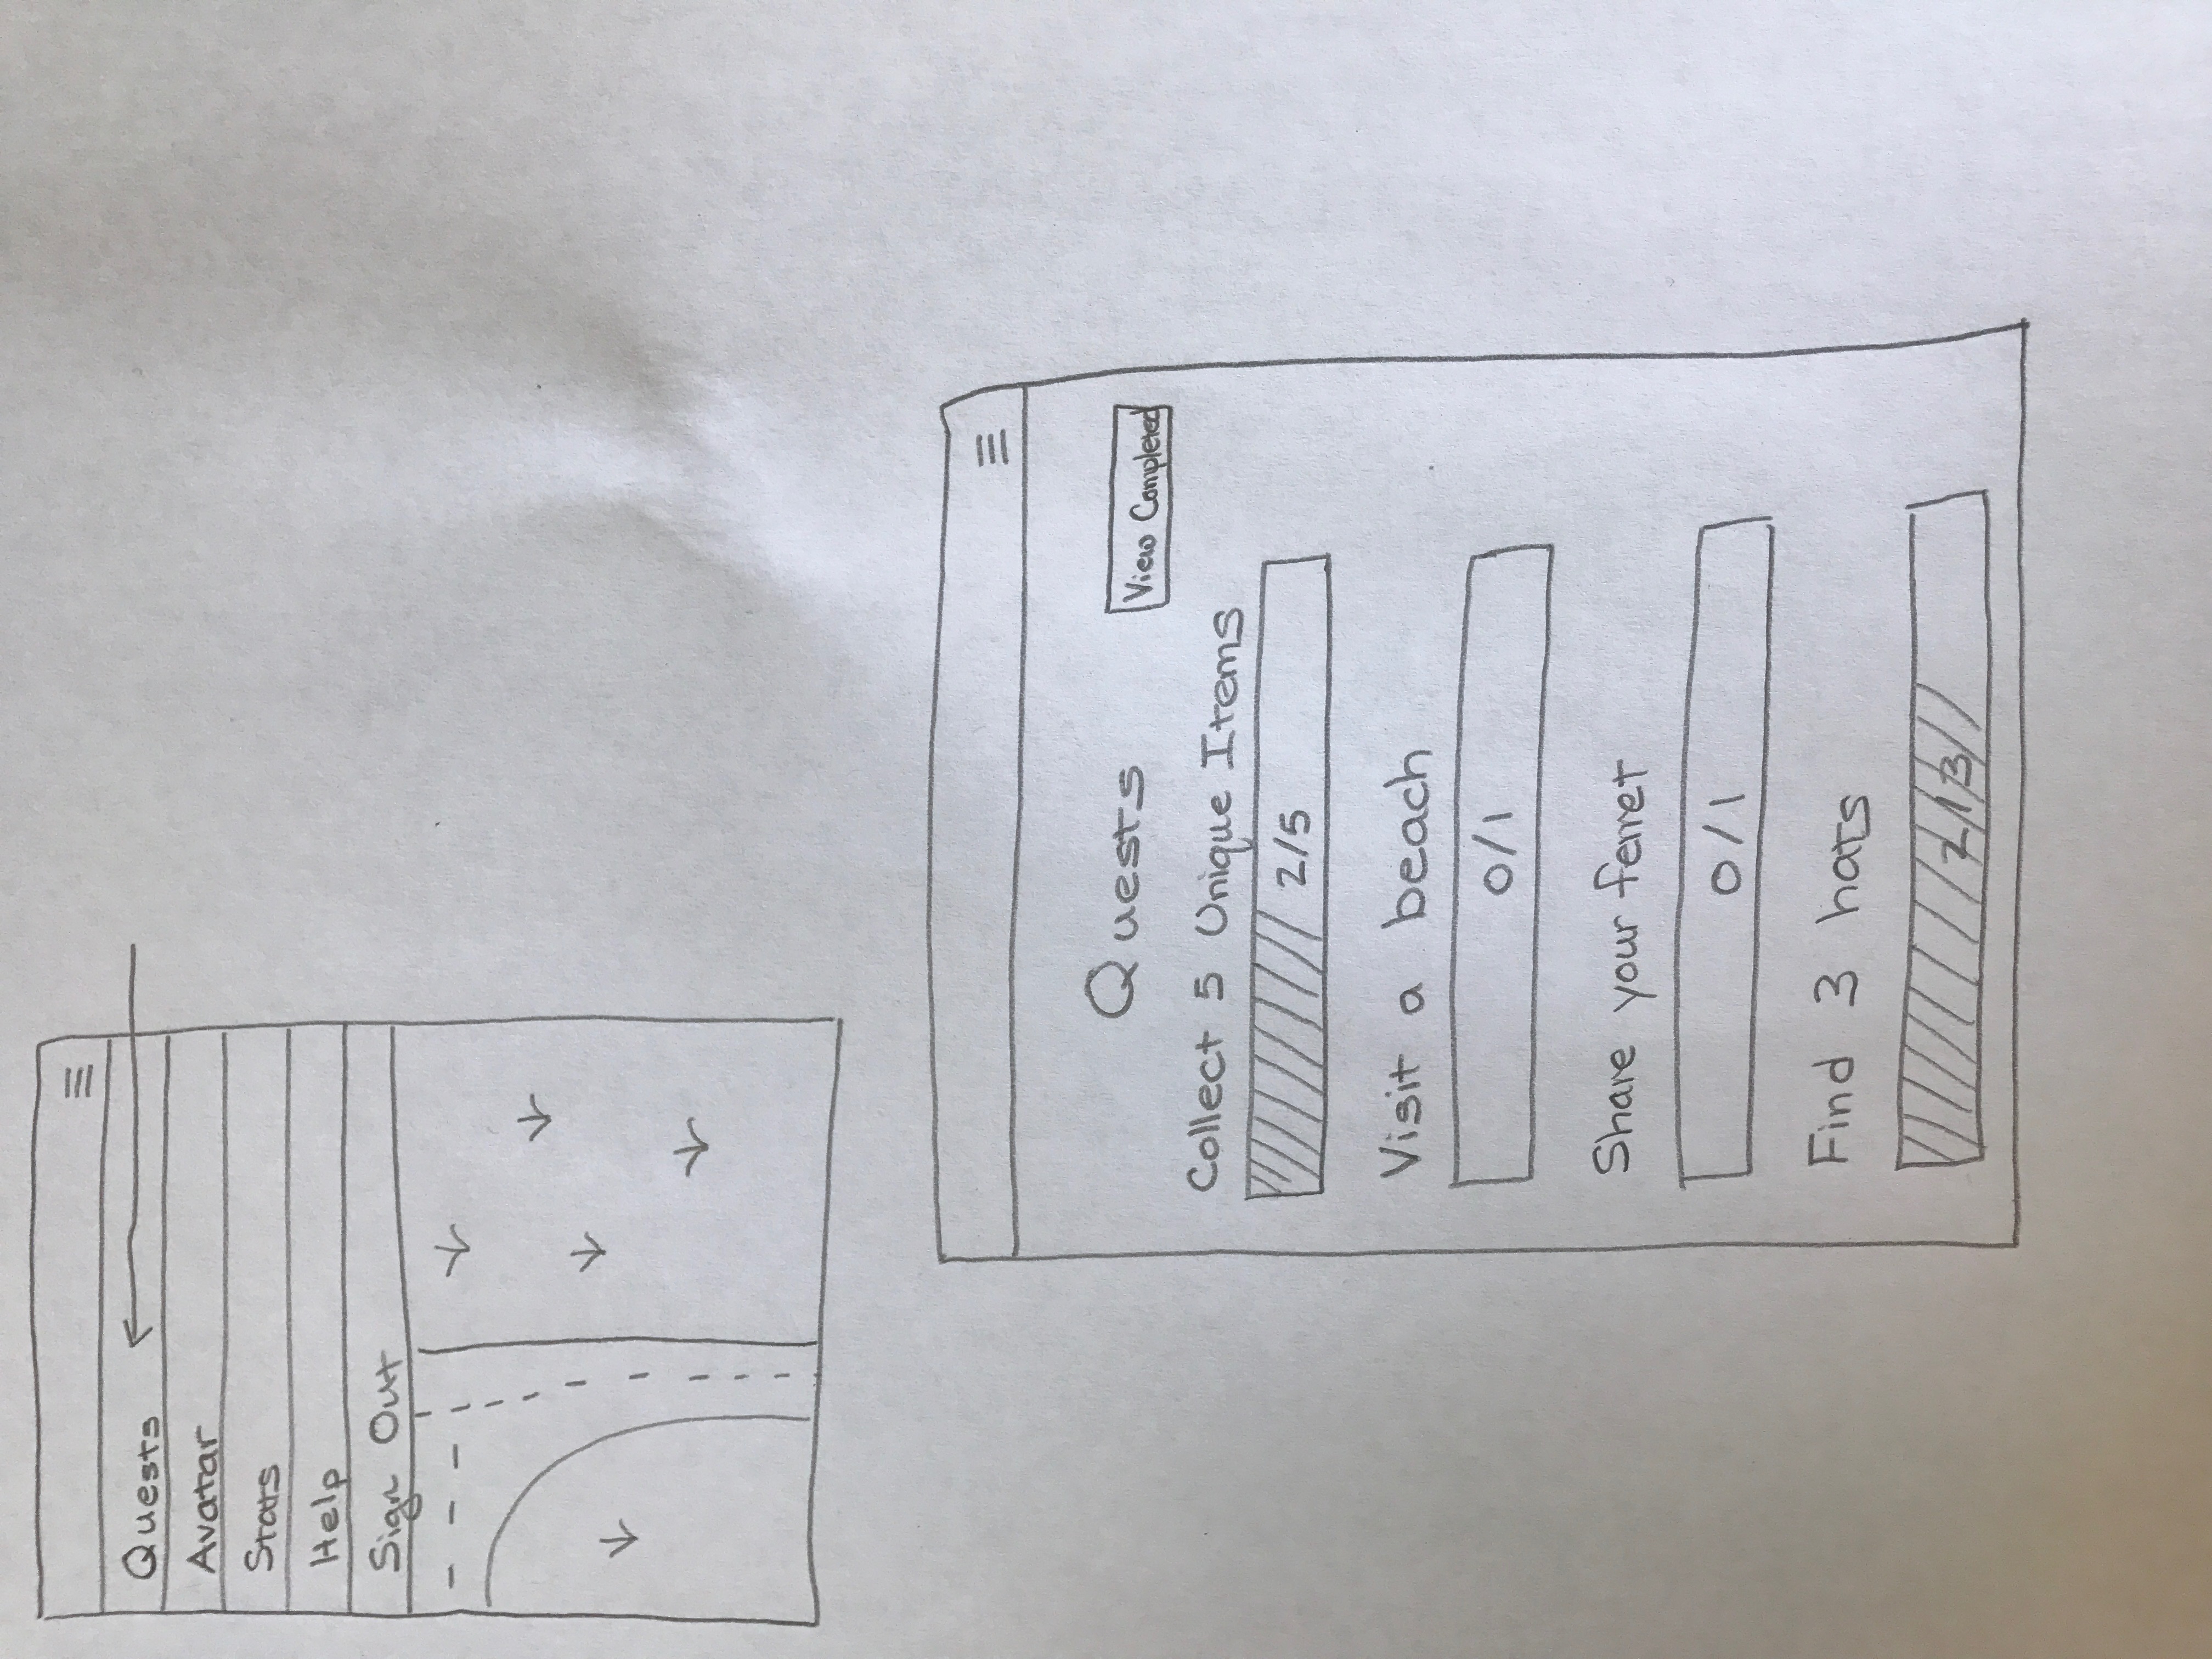 Quests
Avatar
Stats
Help
Sign Out
Quests
View Completed
Collect 5 Unique Items
2/5
Visit a beach
0/1
Share your ferret
0/1
Find 3 hats
2/3